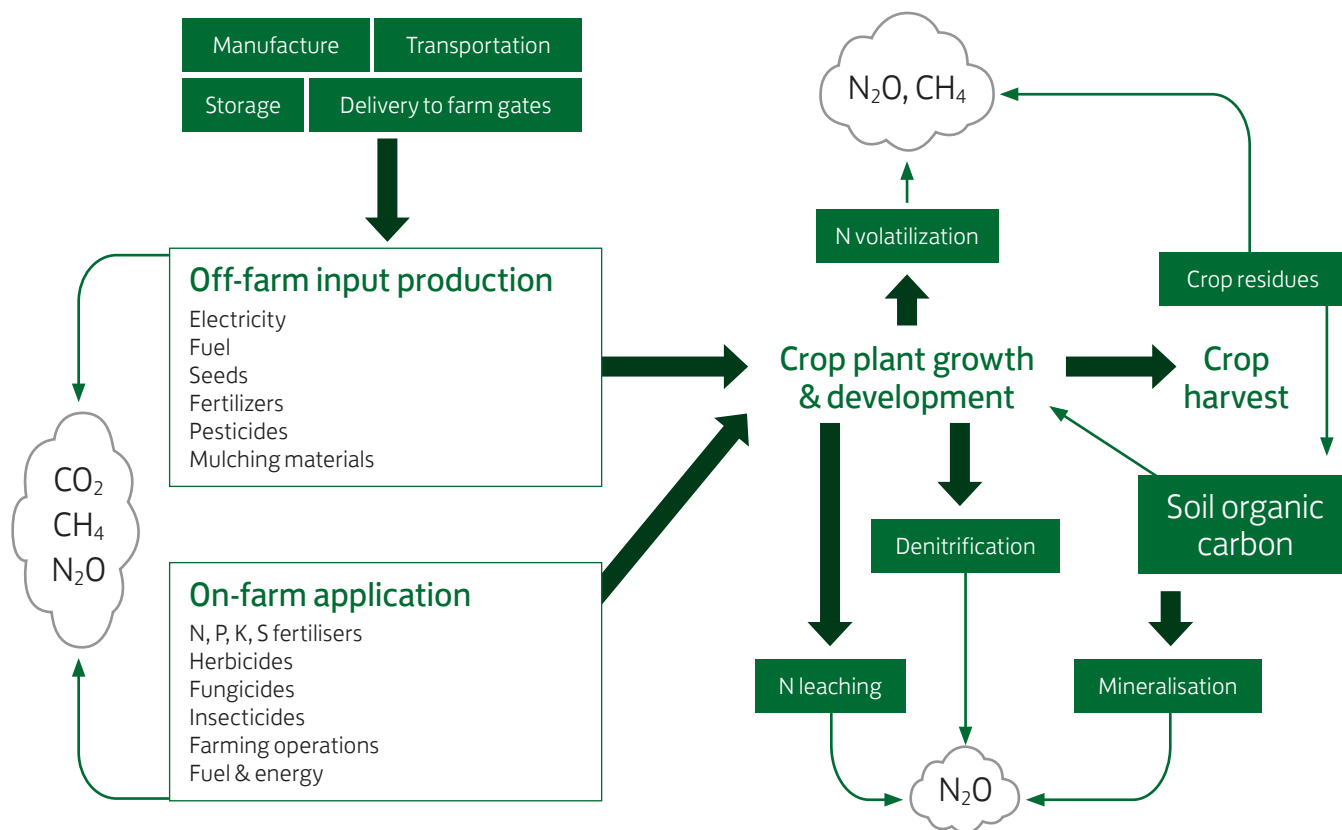 Manufacture
Transportation
Storage
Delivery to farm gates
Off-farm input production
Electricity
Fuel
Seeds
Fertilizers
Pesticides
Mulching materials
CO₂
CH₄
N₂O
On-farm application
N, P, K, S fertilisers
Herbicides
Fungicides
Insecticides
Farming operations
Fuel & energy
N₂O, CH₄
N volatilization
Crop residues
Crop plant growth
& development
Crop
harvest
Soil organic
carbon
Denitrification
N leaching
Mineralisation
N₂O